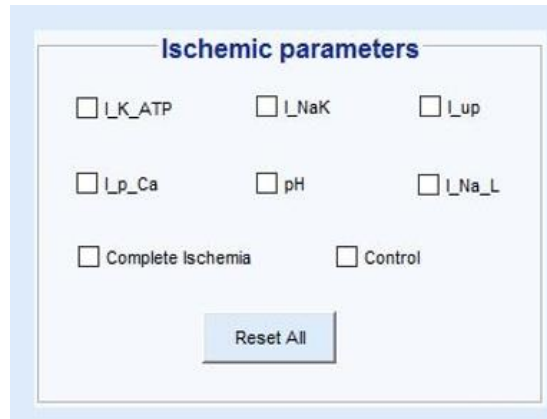 Ischemic parameters
I_K_ATP I_NaK I_up
I_p_Ca pH I_Na_L
Complete Ischemia Control
Reset All